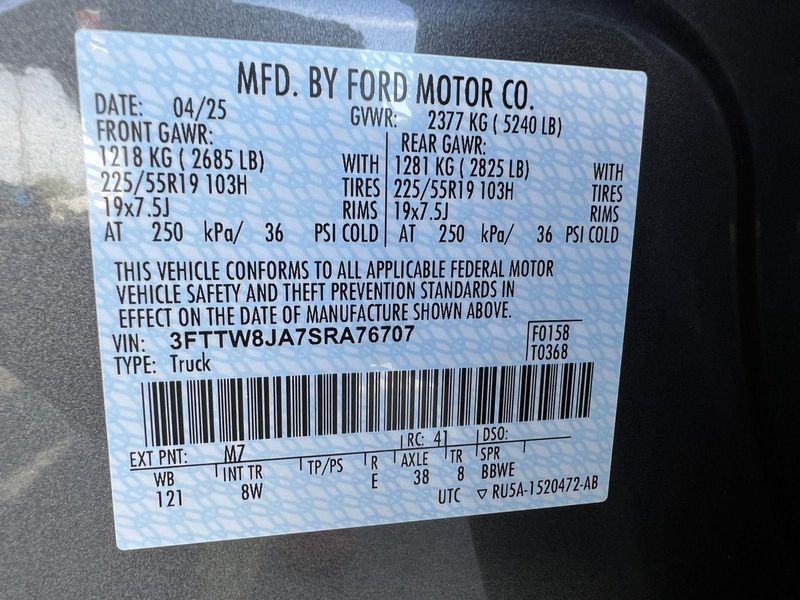 MFD. BY FORD MOTOR CO.
DATE: 04/25 GVWR: 2377 KG ( 5240 LB)
FRONT GAWR: REAR GAWR:
1218 KG ( 2685 LB) WITH 1281 KG ( 2825 LB) WITH
225/55R19 103H TIRES 225/55R19 103H TIRES
19x7.5J RIMS 19x7.5J RIMS
AT 250 kPa/ 36 PSI COLD AT 250 kPa/ 36 PSI COLD
THIS VEHICLE CONFORMS TO ALL APPLICABLE FEDERAL MOTOR
VEHICLE SAFETY AND THEFT PREVENTION STANDARDS IN
EFFECT ON THE DATE OF MANUFACTURE SHOWN ABOVE.
VIN: 3FTTW8JA7SRA76707 F0158
TYPE: Truck T0368
EXT PNT: M7 RC: 41 DSO:
WB INT TR TP/PS R AXLE TR SPR
121 8W E 38 8 BBWE
UTC ▽ RU5A-1520472-AB